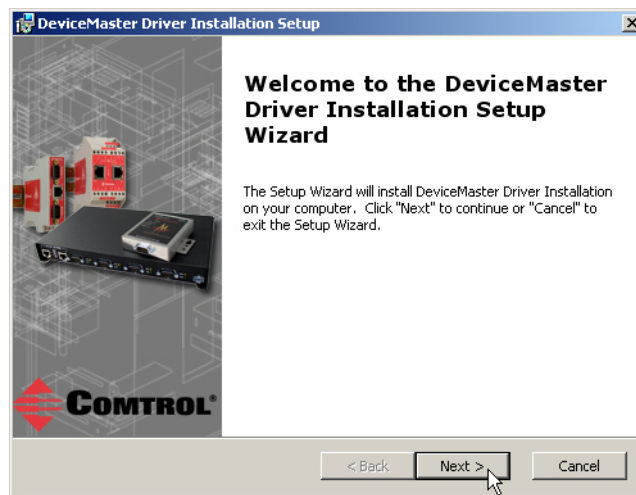 DeviceMaster Driver Installation Setup
Welcome to the DeviceMaster
Driver Installation Setup
Wizard
The Setup Wizard will install DeviceMaster Driver Installation
on your computer. Click "Next" to continue or "Cancel" to
exit the Setup Wizard.
COMTROL®
< Back
Next >
Cancel